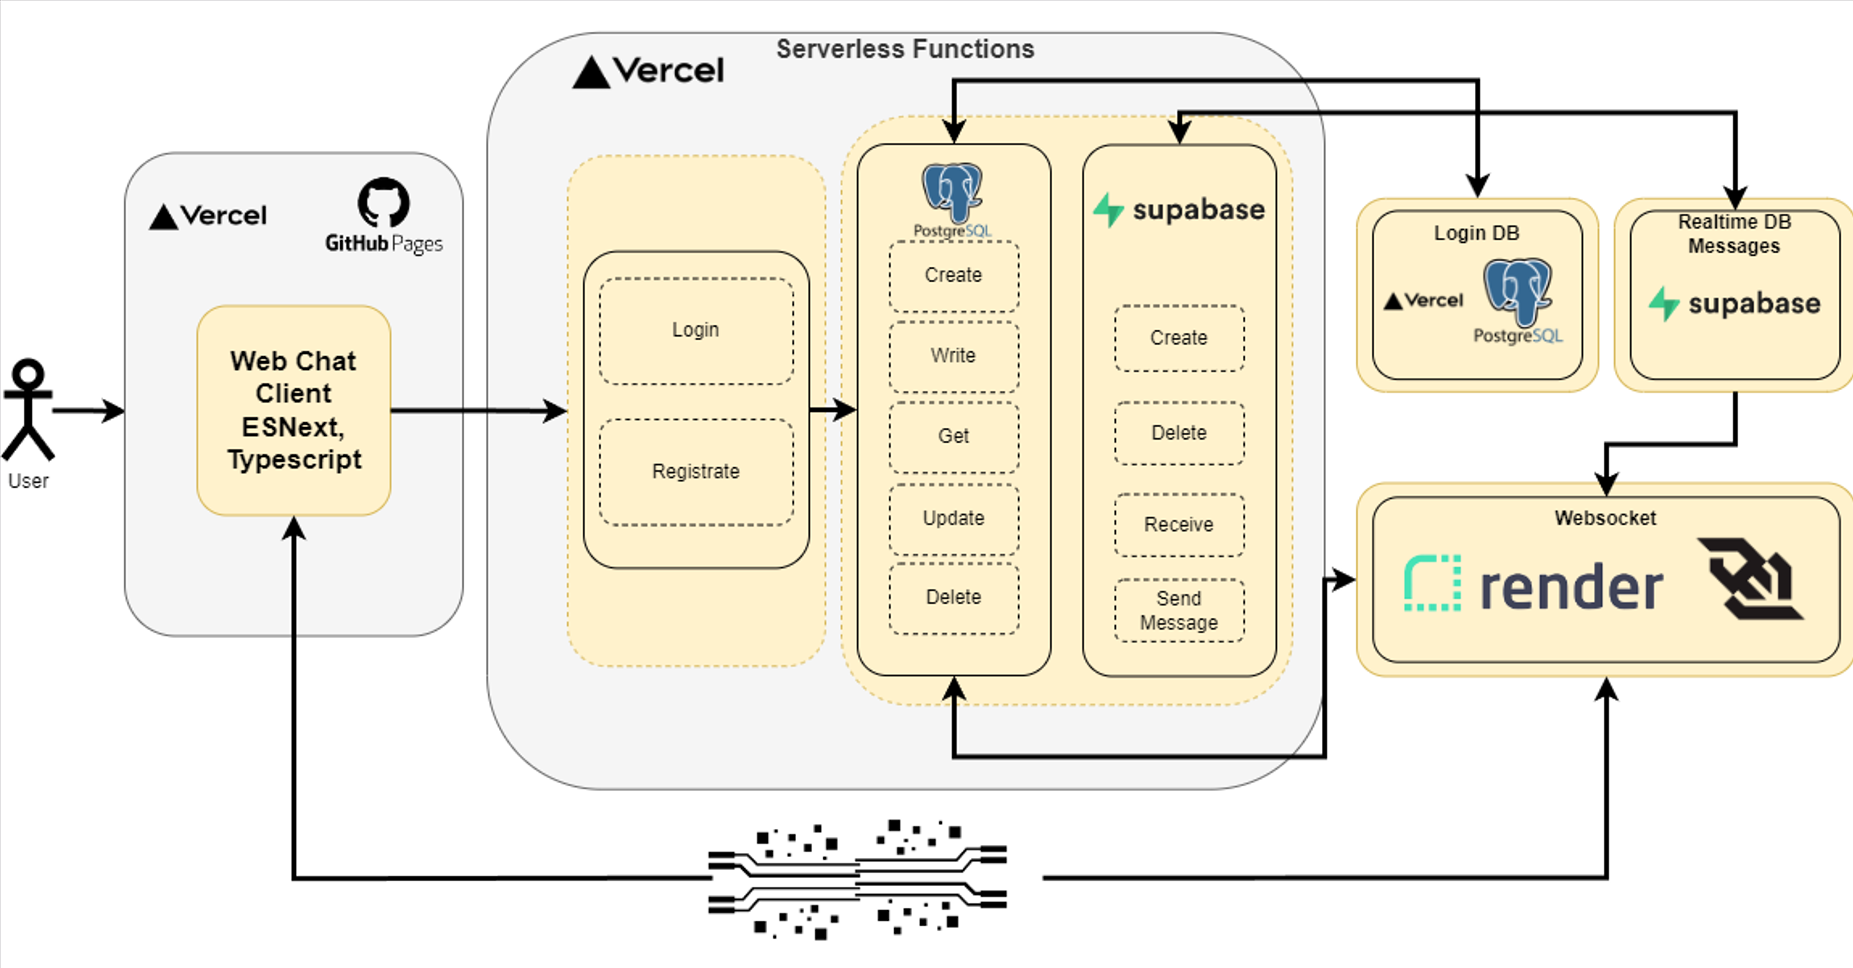 Serverless Functions
Vercel
Vercel
GitHub Pages
Web Chat
Client
ESNext,
Typescript
User
Login
Registrate
PostgreSQL
Create
Write
Get
Update
Delete
supabase
Create
Delete
Receive
Send
Message
Login DB
Vercel
PostgreSQL
Realtime DB
Messages
supabase
Websocket
render